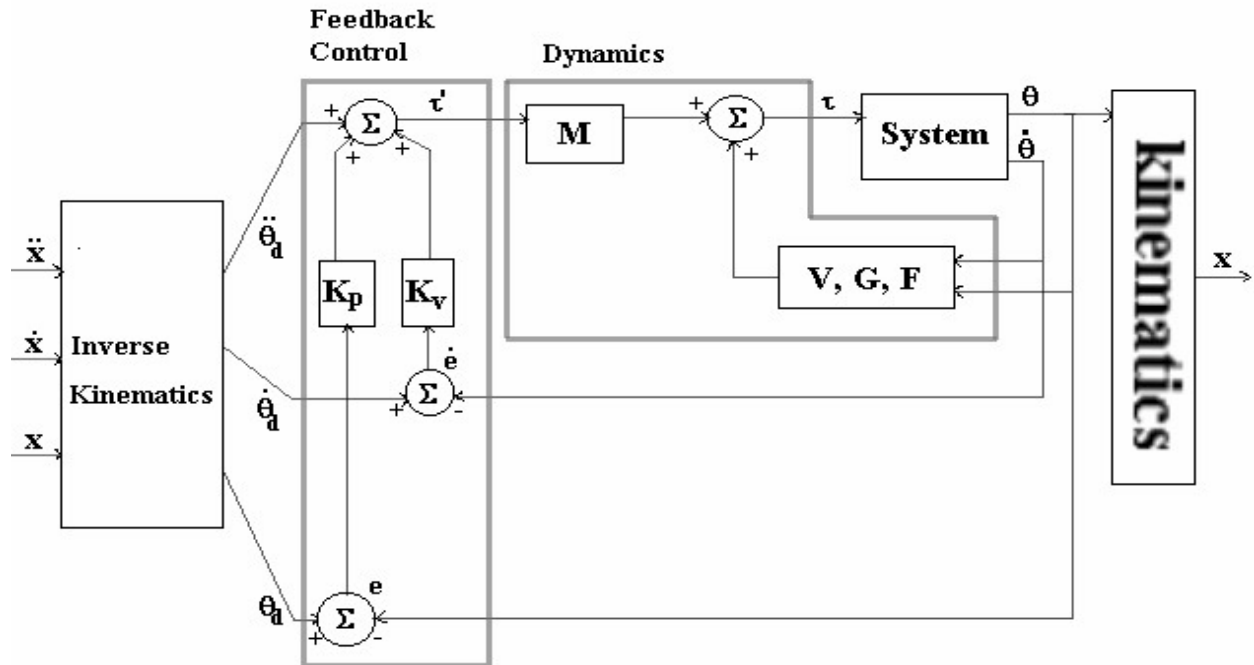 Feedback
Control
Dynamics
+
Σ
+
+
τ'
M
+
Σ
+
τ
System
θ
θ̇
kinematics
x
ẍ
ẋ
x
Inverse
Kinematics
θ̈d
θ̇d
θd
Kp
Kv
ė
+
Σ
-
V, G, F
e
+
Σ
-